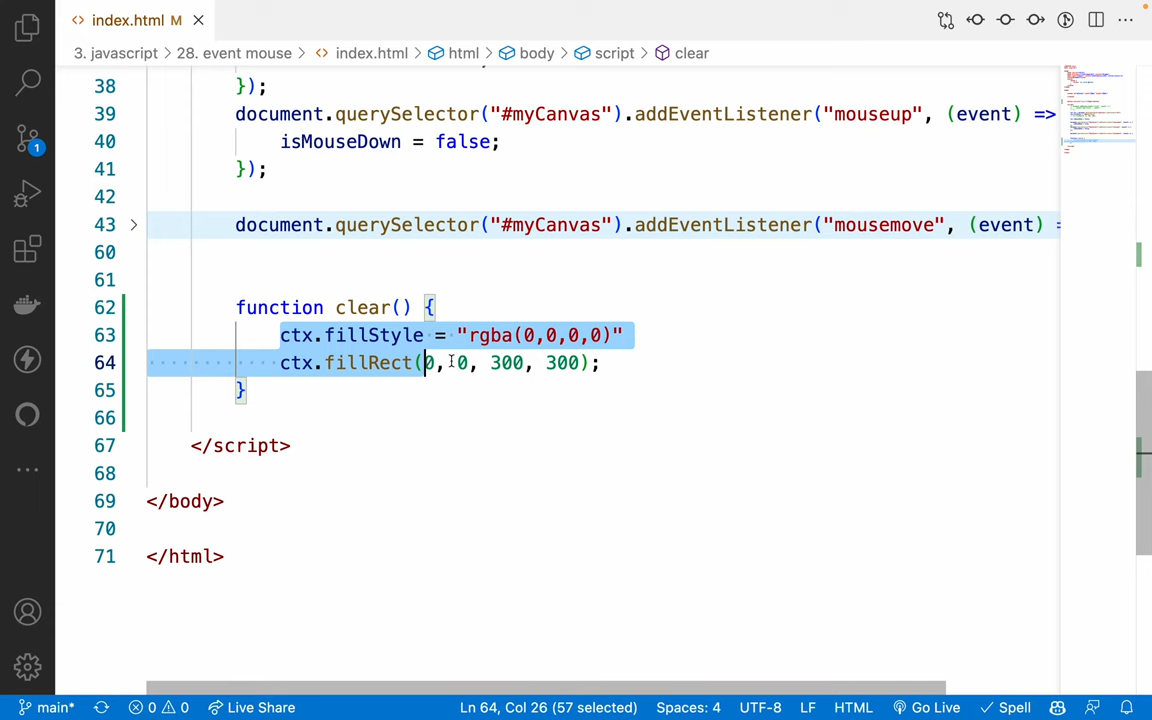 index.html M
3. javascript > 28. event mouse > index.html > html > body > script > clear
38 });
39 document.querySelector("#myCanvas").addEventListener("mouseup", (event) =>
40 isMouseDown = false;
41 });
42
43 document.querySelector("#myCanvas").addEventListener("mousemove", (event) =
60
61
62 function clear() {
63 ctx.fillStyle = "rgba(0,0,0,0)"
64 ctx.fillRect(0, 0, 300, 300);
65 }
66
67 </script>
68
69 </body>
70
71 </html>
1
main* 0 0 Live Share Ln 64, Col 26 (57 selected) Spaces: 4 UTF-8 LF HTML Go Live Spell